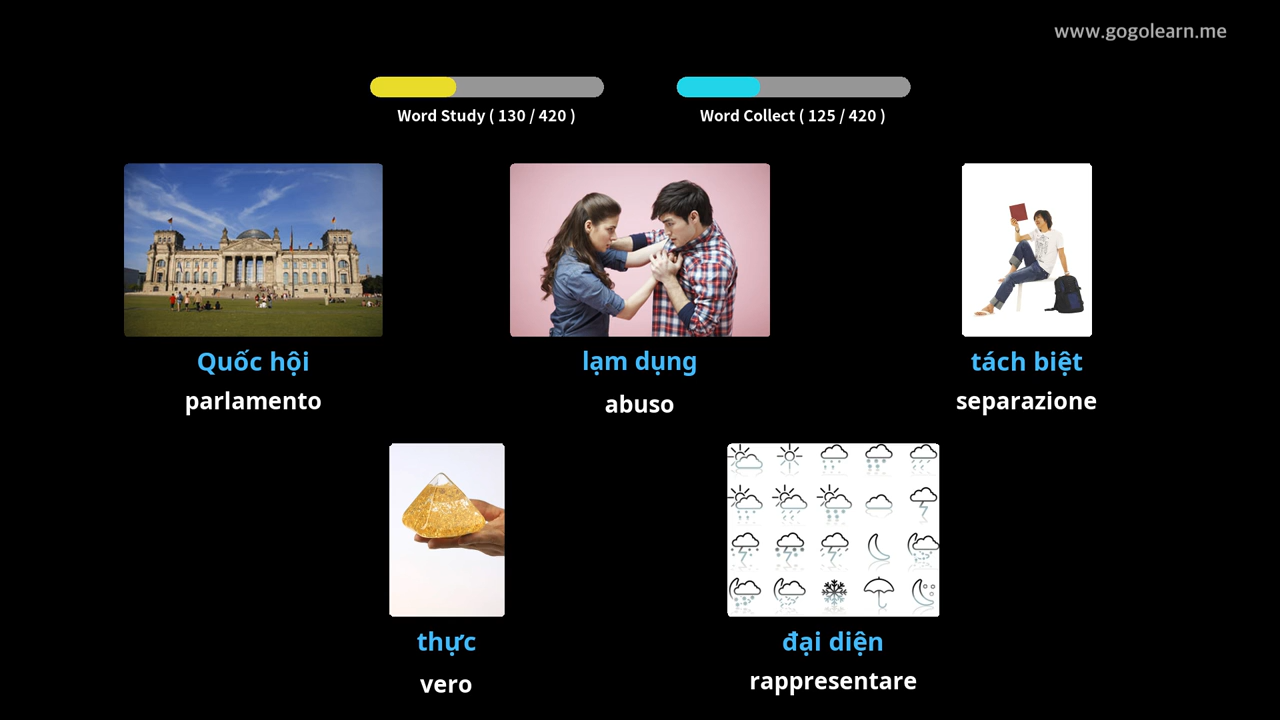 www.gogolearn.me
Word Study ( 130 / 420 )
Word Collect ( 125 / 420 )
Quốc hội
parlamento
lạm dụng
abuso
tách biệt
separazione
thực
vero
đại diện
rappresentare